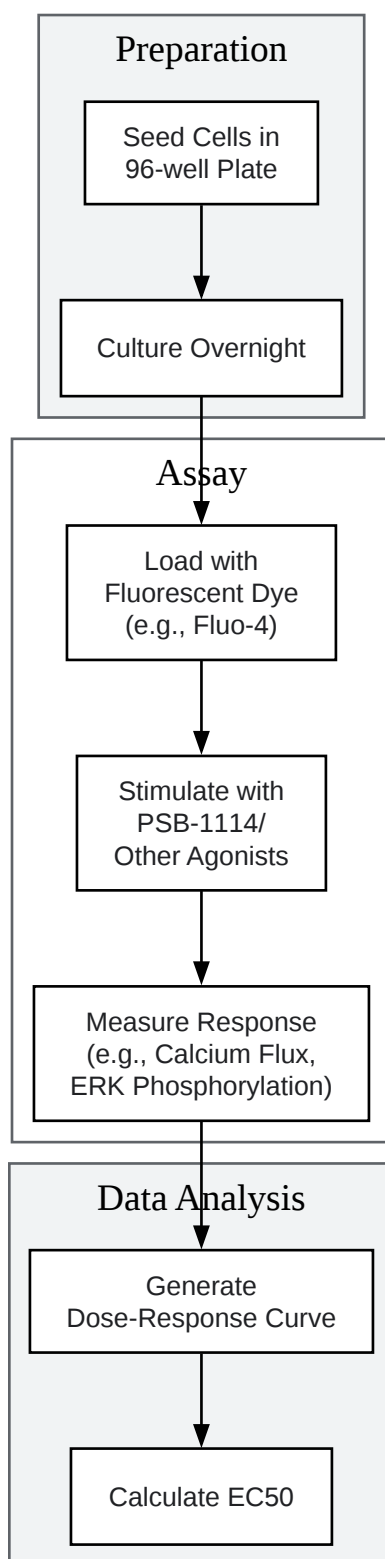 Preparation
Seed Cells in
96-well Plate
Culture Overnight
Assay
Load with
Fluorescent Dye
(e.g., Fluo-4)
Stimulate with
PSB-1114/
Other Agonists
Measure Response
(e.g., Calcium Flux,
ERK Phosphorylation)
Data Analysis
Generate
Dose-Response Curve
Calculate EC50